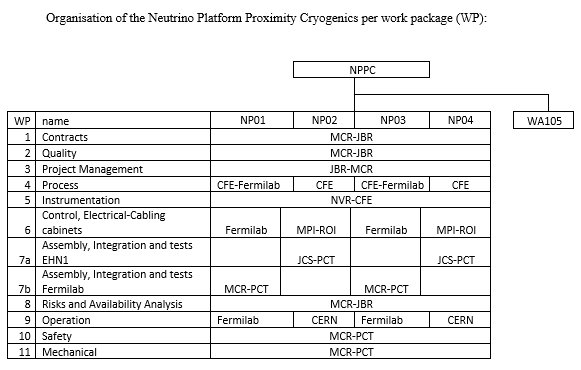 Organisation of the Neutrino Platform Proximity Cryogenics per work package (WP):
NPPC
WP name NP01 NP02 NP03 NP04 WA105
1 Contracts MCR-JBR
2 Quality MCR-JBR
3 Project Management JBR-MCR
4 Process CFE-Fermilab CFE CFE-Fermilab CFE
5 Instrumentation NVR-CFE
Control, Electrical-Cabling
6 cabinets Fermilab MPI-ROI Fermilab MPI-ROI
Assembly, Integration and tests
7a EHN1 JCS-PCT JCS-PCT
Assembly, Integration and tests
7b Fermilab MCR-PCT MCR-PCT
8 Risks and Availability Analysis MCR-JBR
9 Operation Fermilab CERN Fermilab CERN
10 Safety MCR-PCT
11 Mechanical MCR-PCT